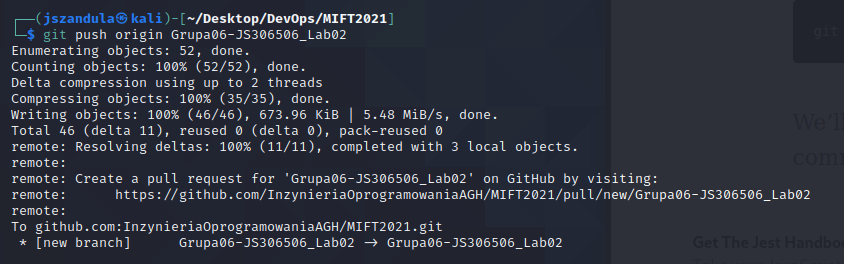 ┌──(jszandula㉿kali)-[~/Desktop/DevOps/MIFT2021]
└─$ git push origin Grupa06-JS306506_Lab02
Enumerating objects: 52, done.
Counting objects: 100% (52/52), done.
Delta compression using up to 2 threads
Compressing objects: 100% (35/35), done.
Writing objects: 100% (46/46), 673.96 KiB | 5.48 MiB/s, done.
Total 46 (delta 11), reused 0 (delta 0), pack-reused 0
remote: Resolving deltas: 100% (11/11), completed with 3 local objects.
remote:
remote: Create a pull request for 'Grupa06-JS306506_Lab02' on GitHub by visiting:
remote:      https://github.com/InzynieriaOprogramowaniaAGH/MIFT2021/pull/new/Grupa06-JS306506_Lab02
remote:
To github.com:InzynieriaOprogramowaniaAGH/MIFT2021.git
 * [new branch]      Grupa06-JS306506_Lab02 -> Grupa06-JS306506_Lab02
git
We'll
Get The Jest